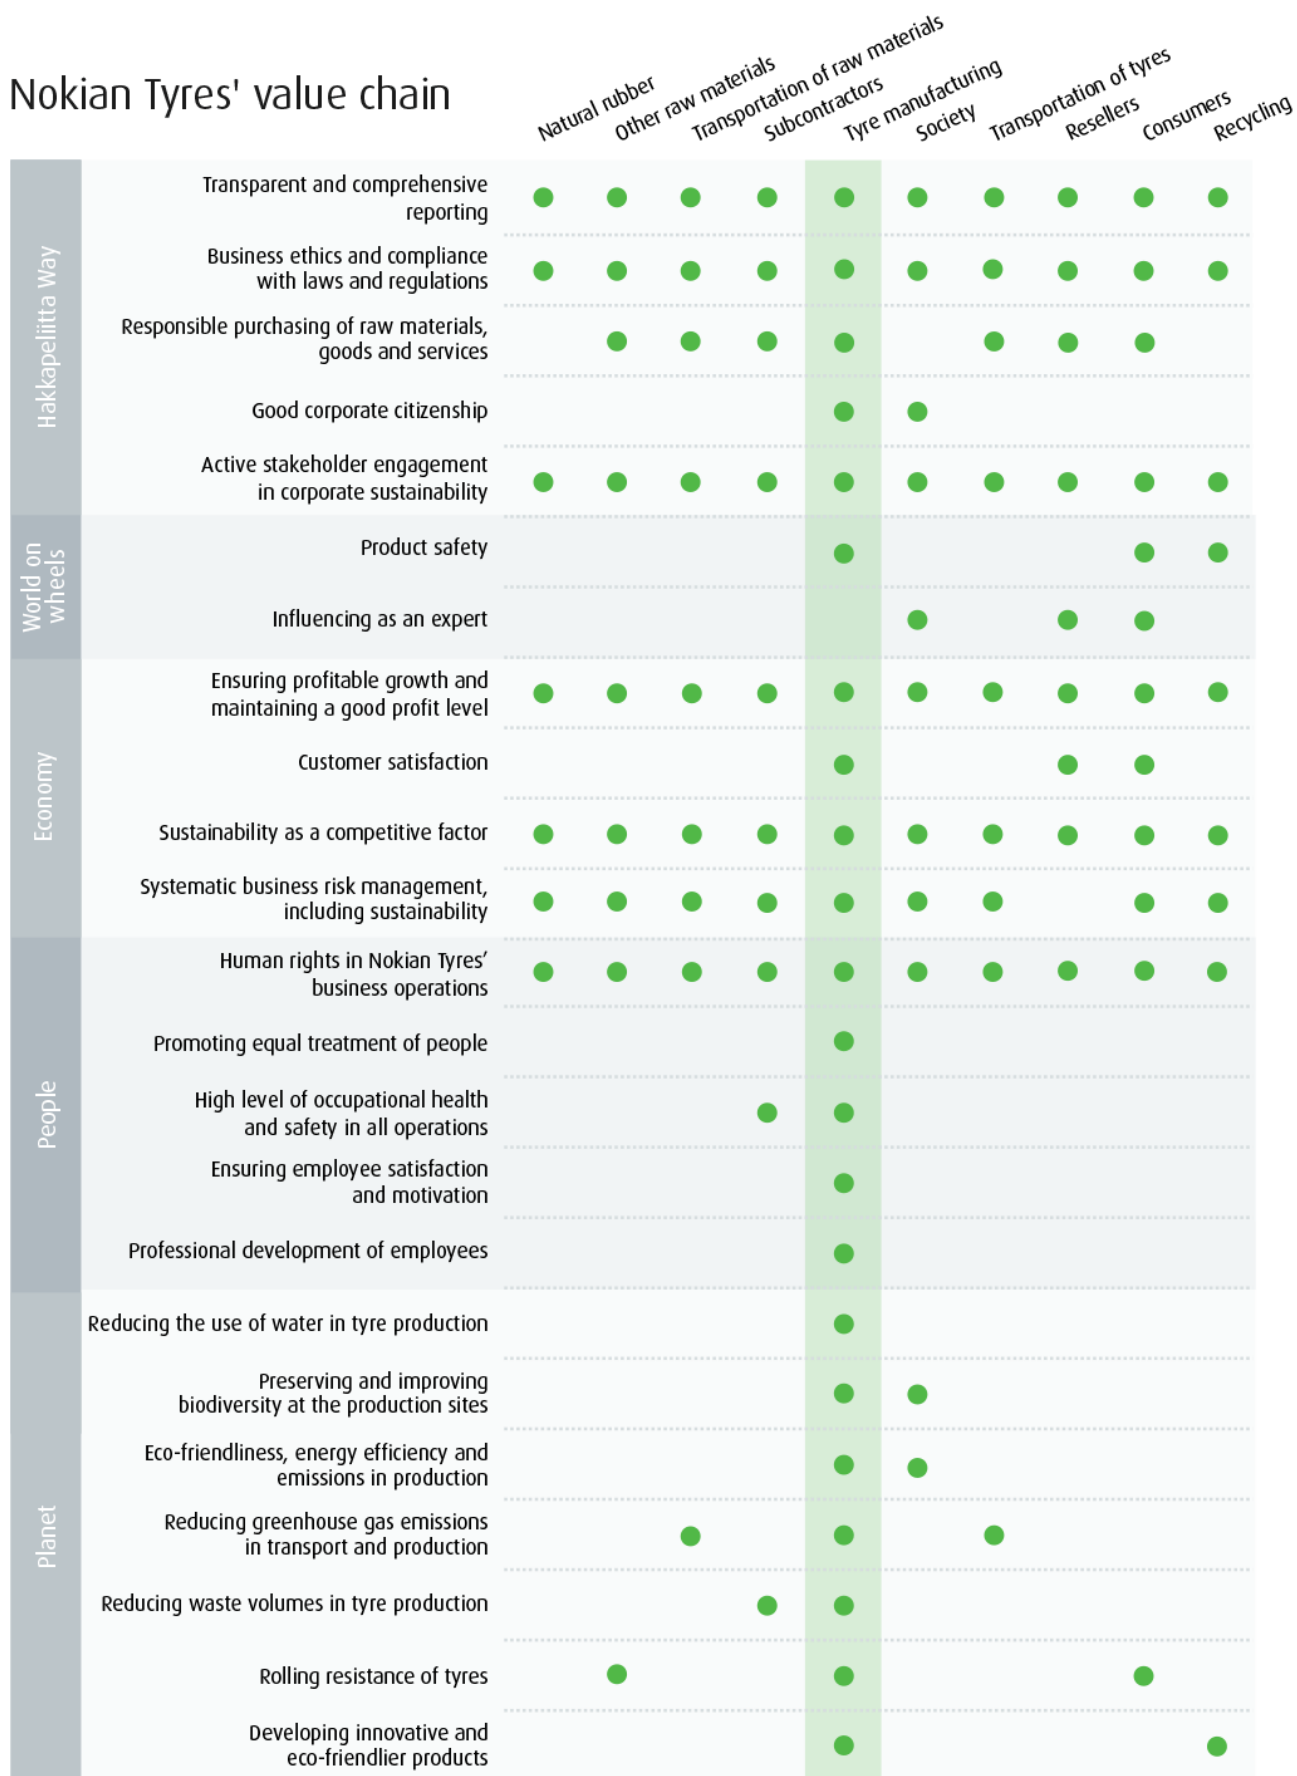 Nokian Tyres' value chain
Natural rubber
Other raw materials
Transportation of raw materials
Subcontractors
Tyre manufacturing
Society
Transportation of tyres
Resellers
Consumers
Recycling
Hakkapeliitta Way
Transparent and comprehensive
reporting
Business ethics and compliance
with laws and regulations
Responsible purchasing of raw materials,
goods and services
Good corporate citizenship
Active stakeholder engagement
in corporate sustainability
World on
wheels
Product safety
Influencing as an expert
Economy
Ensuring profitable growth and
maintaining a good profit level
Customer satisfaction
Sustainability as a competitive factor
Systematic business risk management,
including sustainability
People
Human rights in Nokian Tyres’
business operations
Promoting equal treatment of people
High level of occupational health
and safety in all operations
Ensuring employee satisfaction
and motivation
Professional development of employees
Planet
Reducing the use of water in tyre production
Preserving and improving
biodiversity at the production sites
Eco-friendliness, energy efficiency and
emissions in production
Reducing greenhouse gas emissions
in transport and production
Reducing waste volumes in tyre production
Rolling resistance of tyres
Developing innovative and
eco-friendlier products